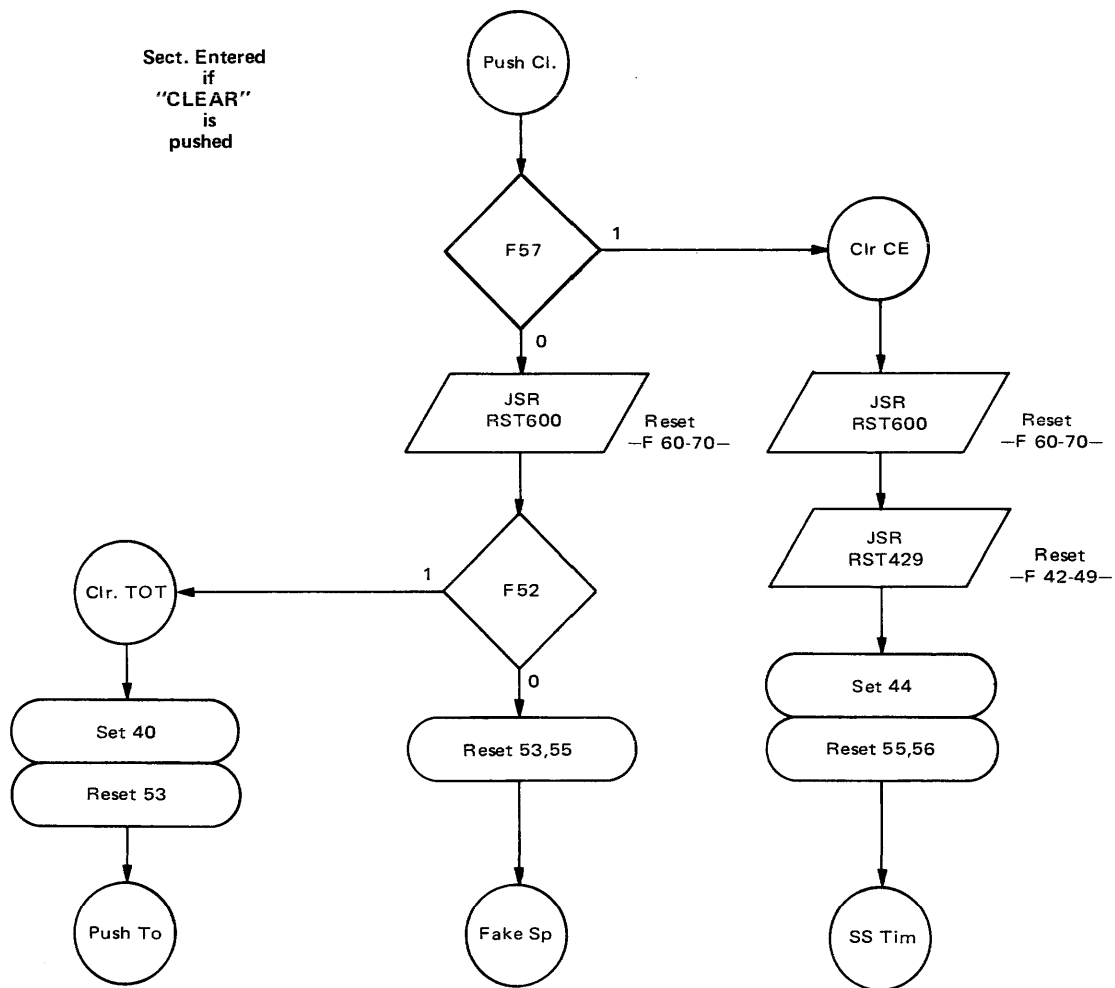 Sect. Entered
if
"CLEAR"
is
pushed
Push Cl.
F57
1
0
Clr CE
JSR
RST600
Reset
—F 60-70—
JSR
RST600
Reset
—F 60-70—
JSR
RST429
Reset
—F 42-49—
F52
1
0
Clr. TOT
Set 40
Reset 53
Reset 53,55
Set 44
Reset 55,56
Push To
Fake Sp
SS Tim